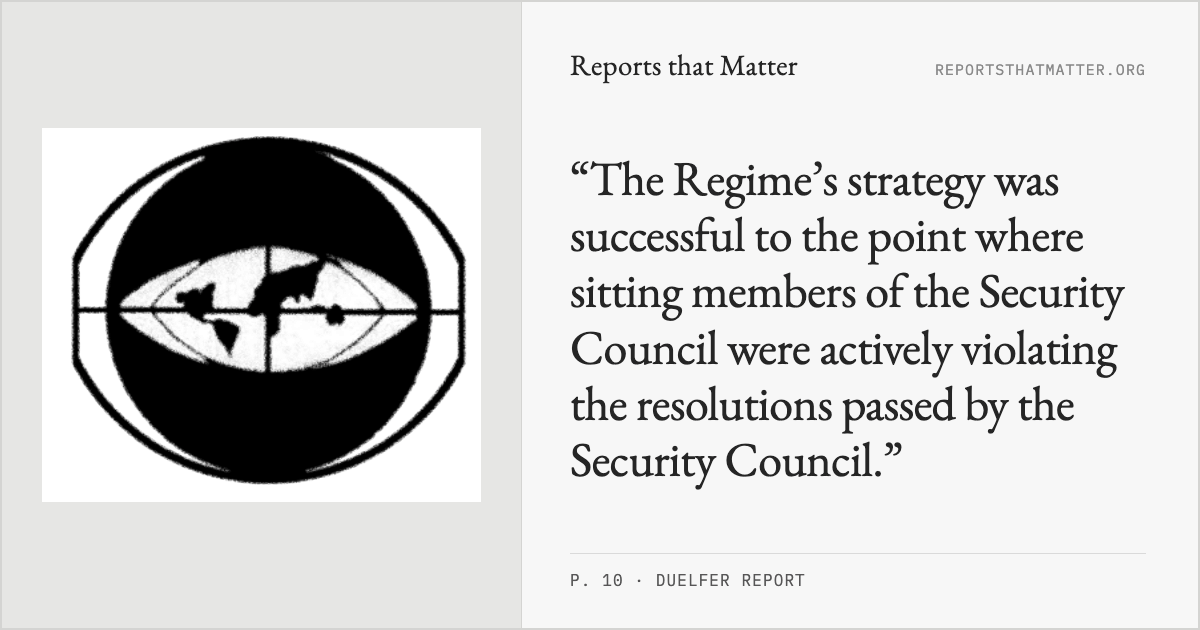 Reports that Matter
REPORTSTHATMATTER.ORG
“The Regime’s strategy was
successful to the point where
sitting members of the Security
Council were actively violating
the resolutions passed by the
Security Council.”
P. 10 · DUELFER REPORT